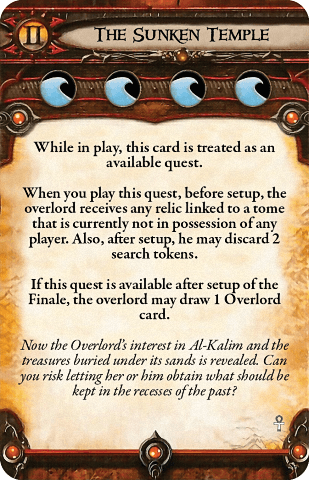 II
THE SUNKEN TEMPLE
While in play, this card is treated as an
available quest.
When you play this quest, before setup, the
overlord receives any relic linked to a tome
that is currently not in possession of any
player. Also, after setup, he may discard 2
search tokens.
If this quest is available after setup of the
Finale, the overlord may draw 1 Overlord
card.
Now the Overlord's interest in Al-Kalim and the
treasures buried under its sands is revealed. Can
you risk letting her or him obtain what should be
kept in the recesses of the past?